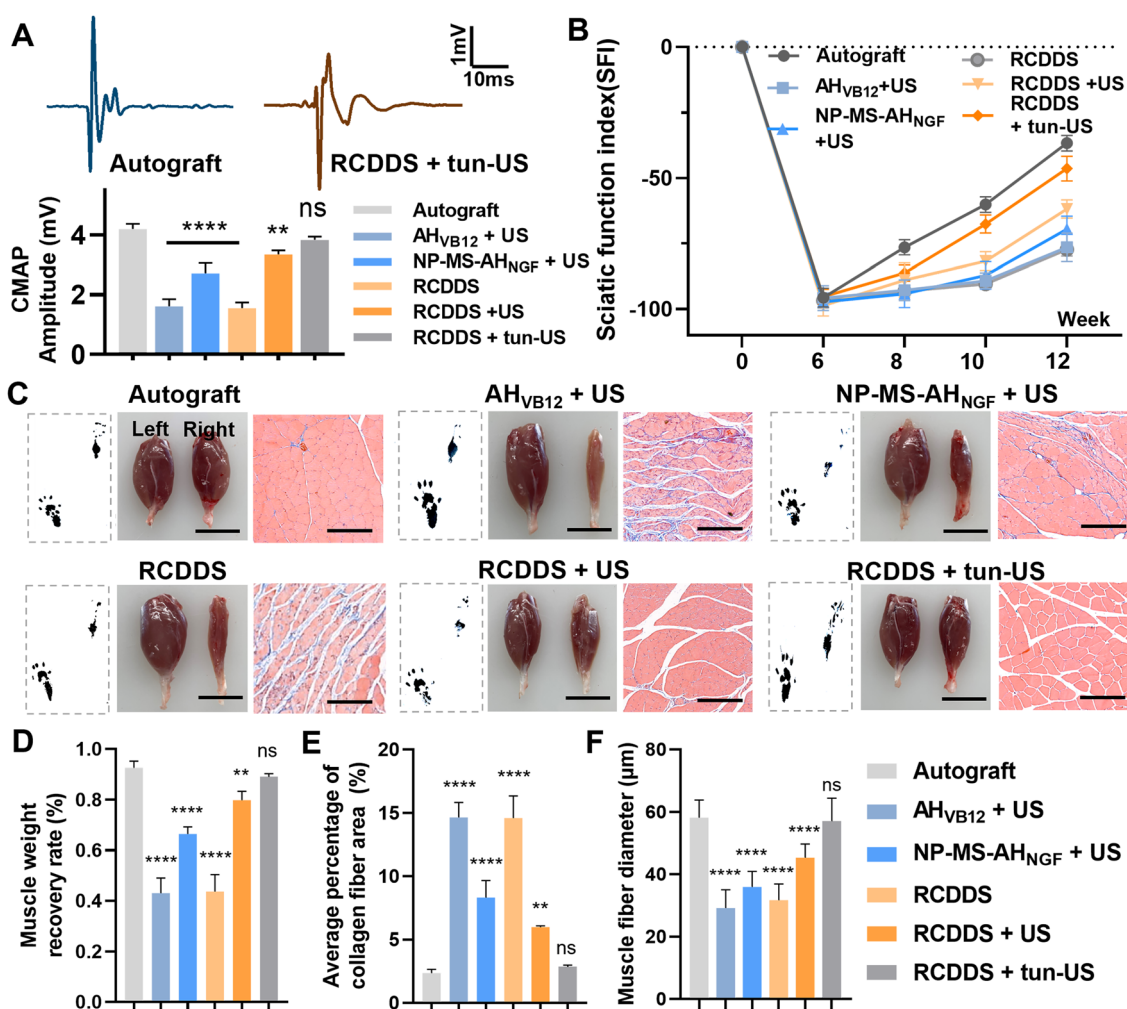 A
1mV
10ms
Autograft
RCDDS + tun-US
CMAP
Amplitude (mV)
4
2
0
****
**
ns
Autograft
AHVB12 + US
NP-MS-AHNGF + US
RCDDS
RCDDS +US
RCDDS + tun-US
B
Sciatic function index(SFI)
0
-50
-100
Autograft
AHVB12+US
NP-MS-AHNGF
+US
RCDDS
RCDDS +US
RCDDS
+ tun-US
Week
0
6
8
10
12
C
Autograft
Left
Right
AHVB12 + US
NP-MS-AHNGF + US
RCDDS
RCDDS + US
RCDDS + tun-US
D
Muscle weight
recovery rate (%)
1.0
0.8
0.6
0.4
0.2
0.0
****
****
****
**
ns
E
Average percentage of
collagen fiber area (%)
20
15
10
5
0
****
****
****
**
ns
F
Muscle fiber diameter (μm)
80
60
40
20
0
****
****
****
****
ns
Autograft
AHVB12 + US
NP-MS-AHNGF + US
RCDDS
RCDDS + US
RCDDS + tun-US